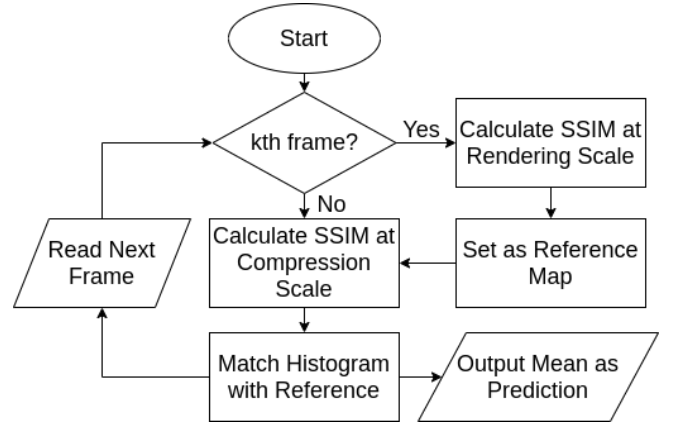 Start
kth frame?
Yes
Calculate SSIM at
Rendering Scale
No
Read Next
Frame
Calculate SSIM at
Compression
Scale
Set as Reference
Map
Match Histogram
with Reference
Output Mean as
Prediction